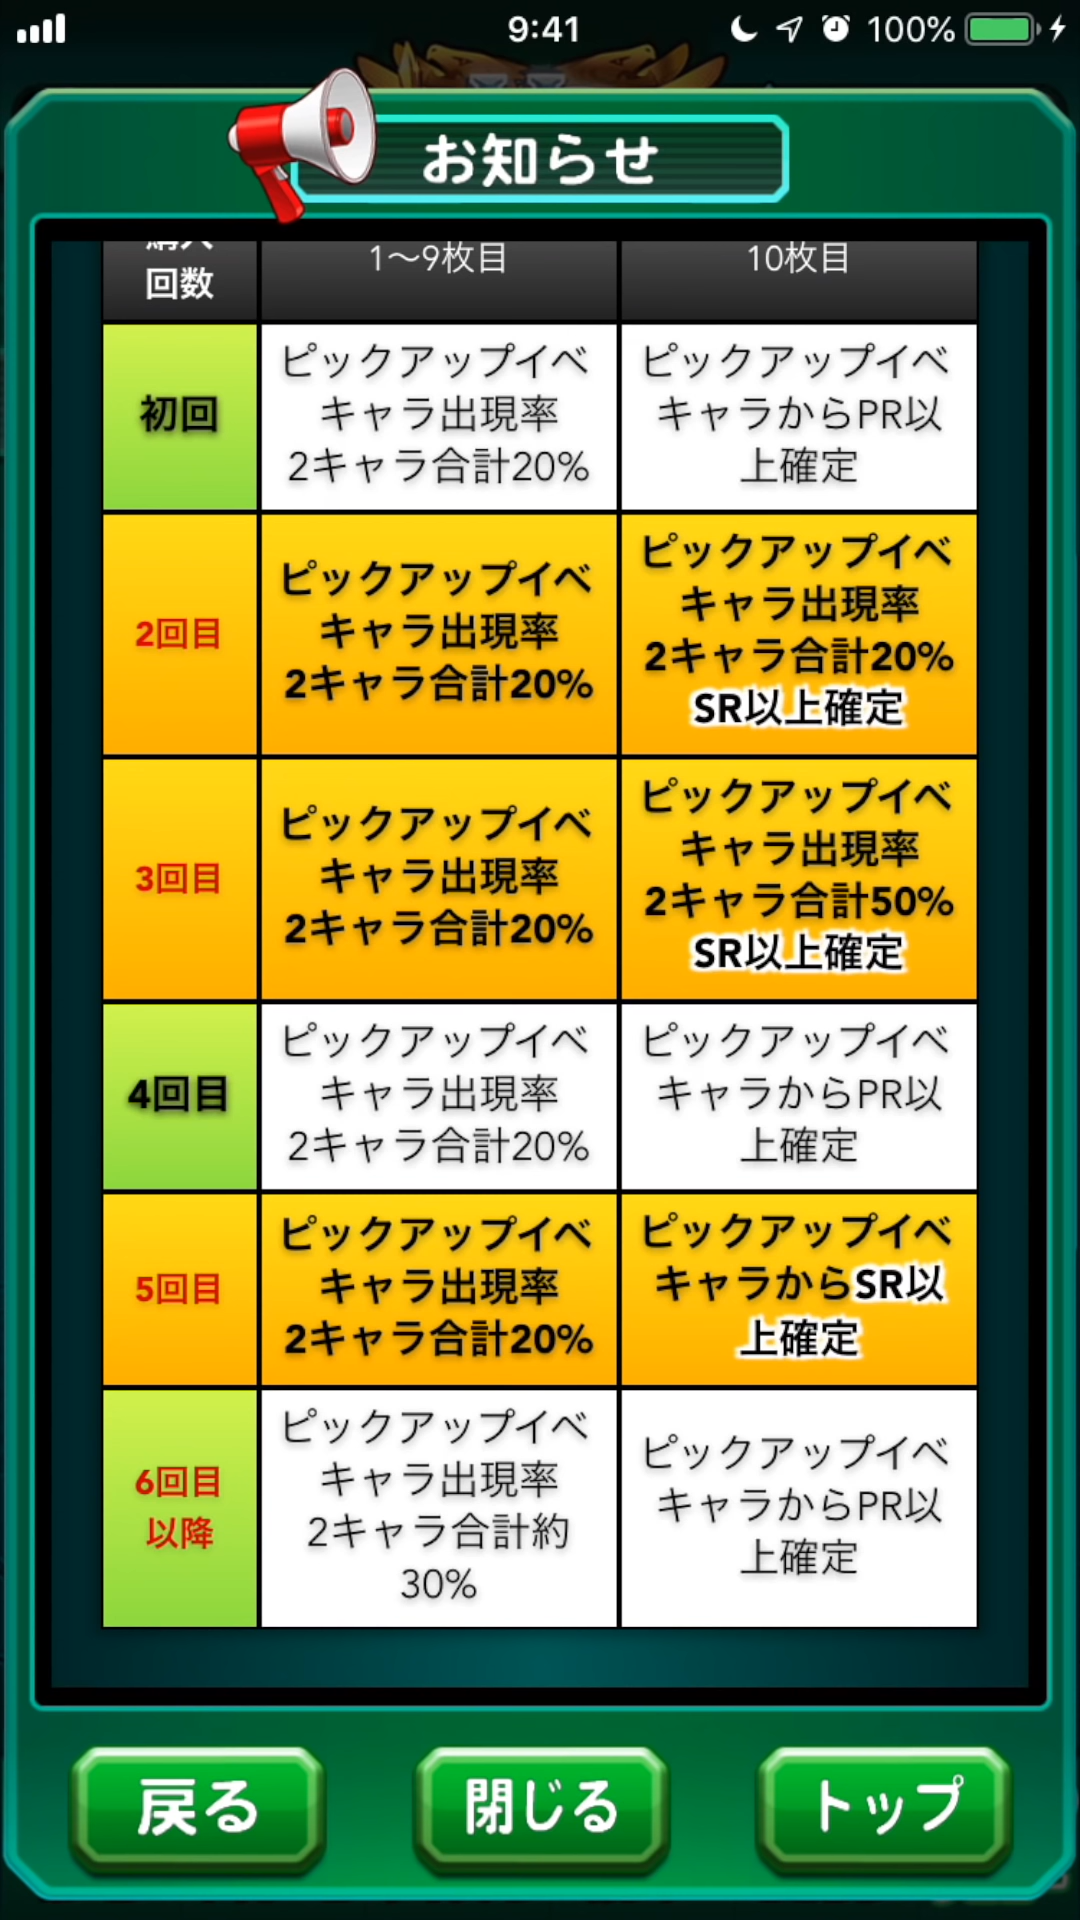 9:41
100%
お知らせ
回数
1〜9枚目
10枚目
初回
ピックアップイベ
キャラ出現率
2キャラ合計20%
ピックアップイベ
キャラからPR以
上確定
2回目
ピックアップイベ
キャラ出現率
2キャラ合計20%
ピックアップイベ
キャラ出現率
2キャラ合計20%
SR以上確定
3回目
ピックアップイベ
キャラ出現率
2キャラ合計20%
ピックアップイベ
キャラ出現率
2キャラ合計50%
SR以上確定
4回目
ピックアップイベ
キャラ出現率
2キャラ合計20%
ピックアップイベ
キャラからPR以
上確定
5回目
ピックアップイベ
キャラ出現率
2キャラ合計20%
ピックアップイベ
キャラからSR以
上確定
6回目
以降
ピックアップイベ
キャラ出現率
2キャラ合計約
30%
ピックアップイベ
キャラからPR以
上確定
戻る
閉じる
トップ